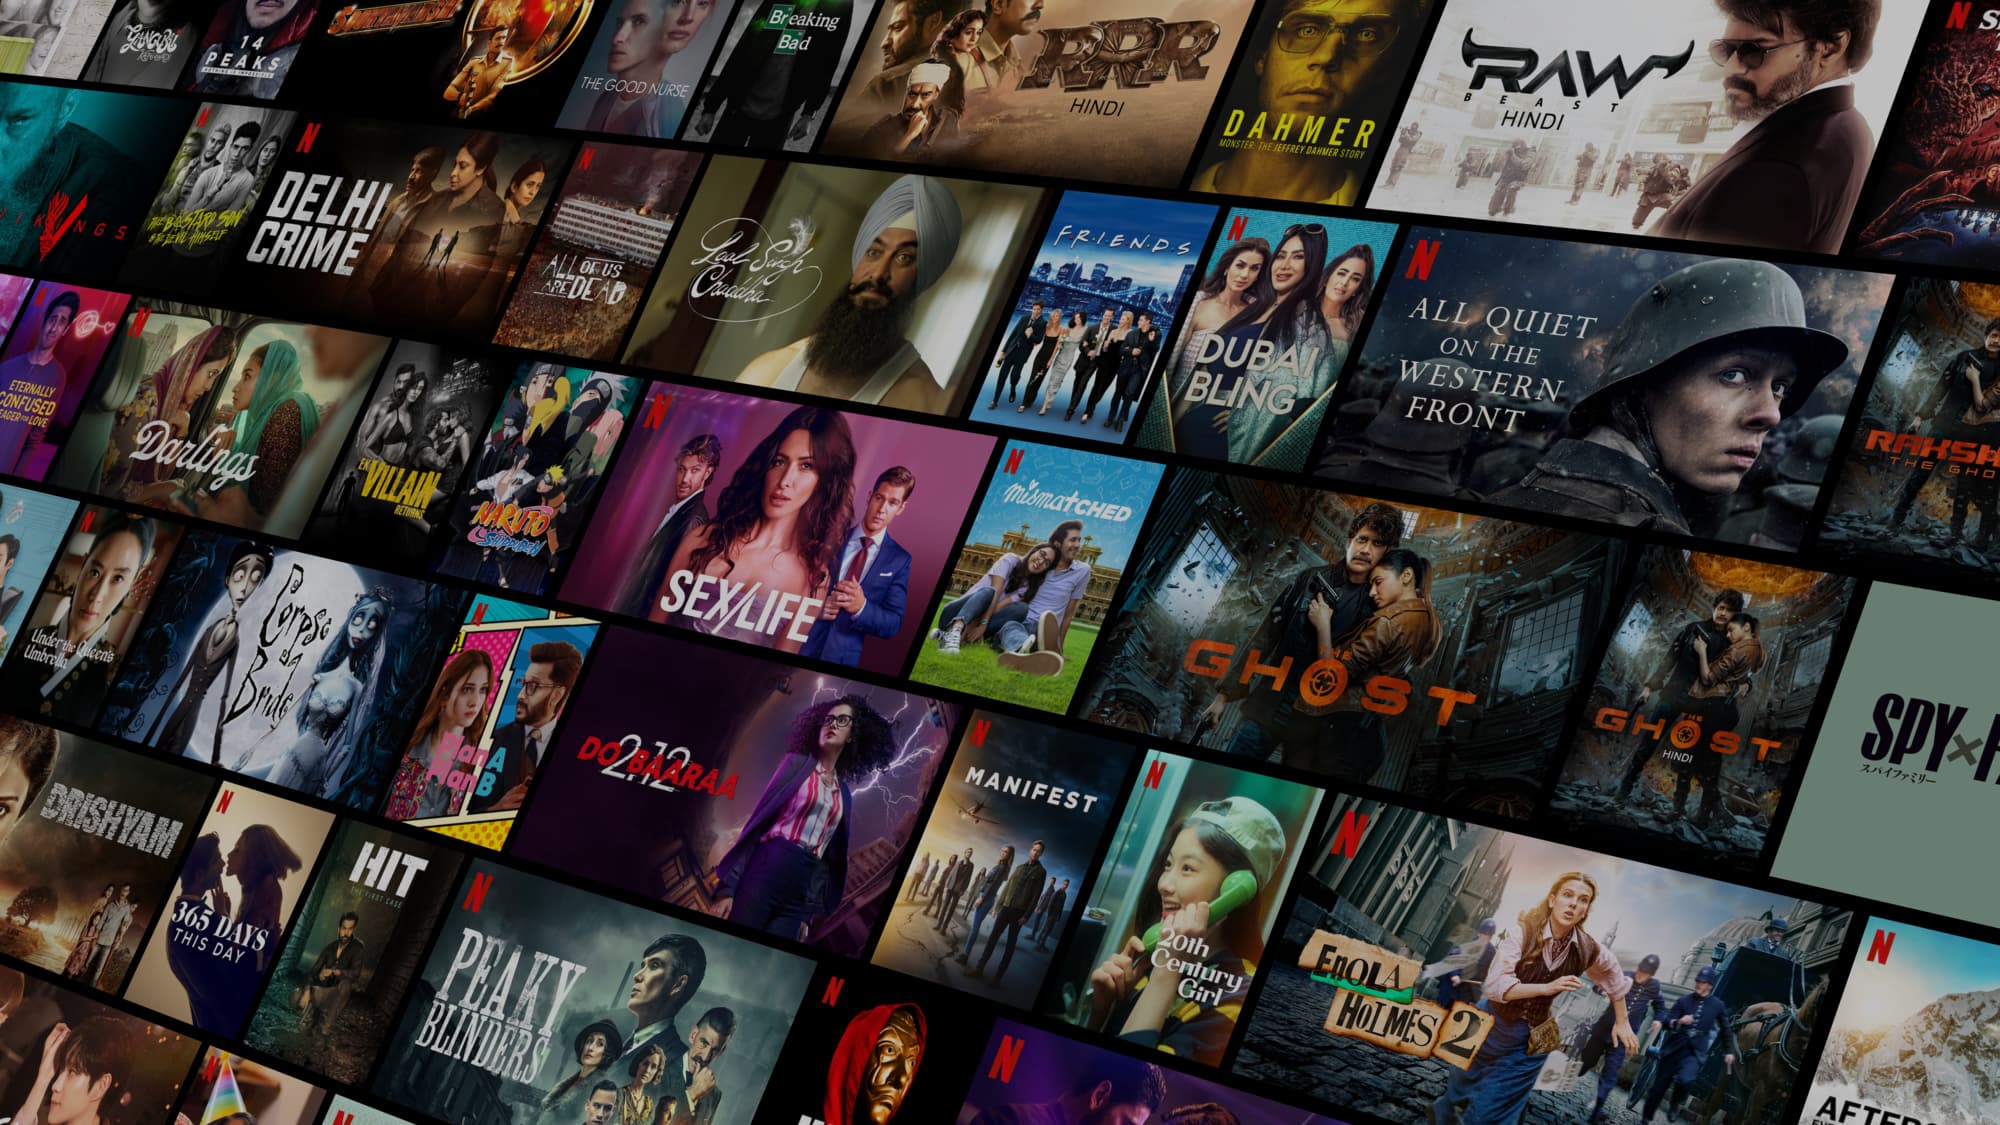 GANGUBAI
14
PEAKS
NOTHING IS IMPOSSIBLE
SOORYAVANSHI
THE GOOD NURSE
Breaking
Bad
RRR
HINDI
DAHMER
MONSTER: THE JEFFREY DAHMER STORY
RAW
BEAST
HINDI
VIKINGS
THE BASTARD SON
& THE DEVIL HIMSELF
N
DELHI
CRIME
N
ALL OF US
ARE DEAD
Laal Singh
Chaddha
F·R·I·E·N·D·S
N
DUBAI
BLING
N
ALL QUIET
ON THE
WESTERN
FRONT
RAKSH
THE GHO
ETERNALLY
CONFUSED
EAGER FOR LOVE
N
Darlings
EK
VILLAIN
RETURNS
NARUTO
SHIPPUDEN
N
SEX/LIFE
N
mismatched
THE
GHOST
THE
GHOST
HINDI
SPY×F
スパイファミリー
N
Under the Queen's
Umbrella
Corpse
Bride
N
Plan A
Plan B
2:12
DO BAARAA
N
MANIFEST
N
20th
Century
Girl
N
ENOLA
HOLMES 2
DRISHYAM
N
365 DAYS
THIS DAY
HIT
THE FIRST CASE
N
PEAKY
BLINDERS
N
N
N
AFTER
N
N